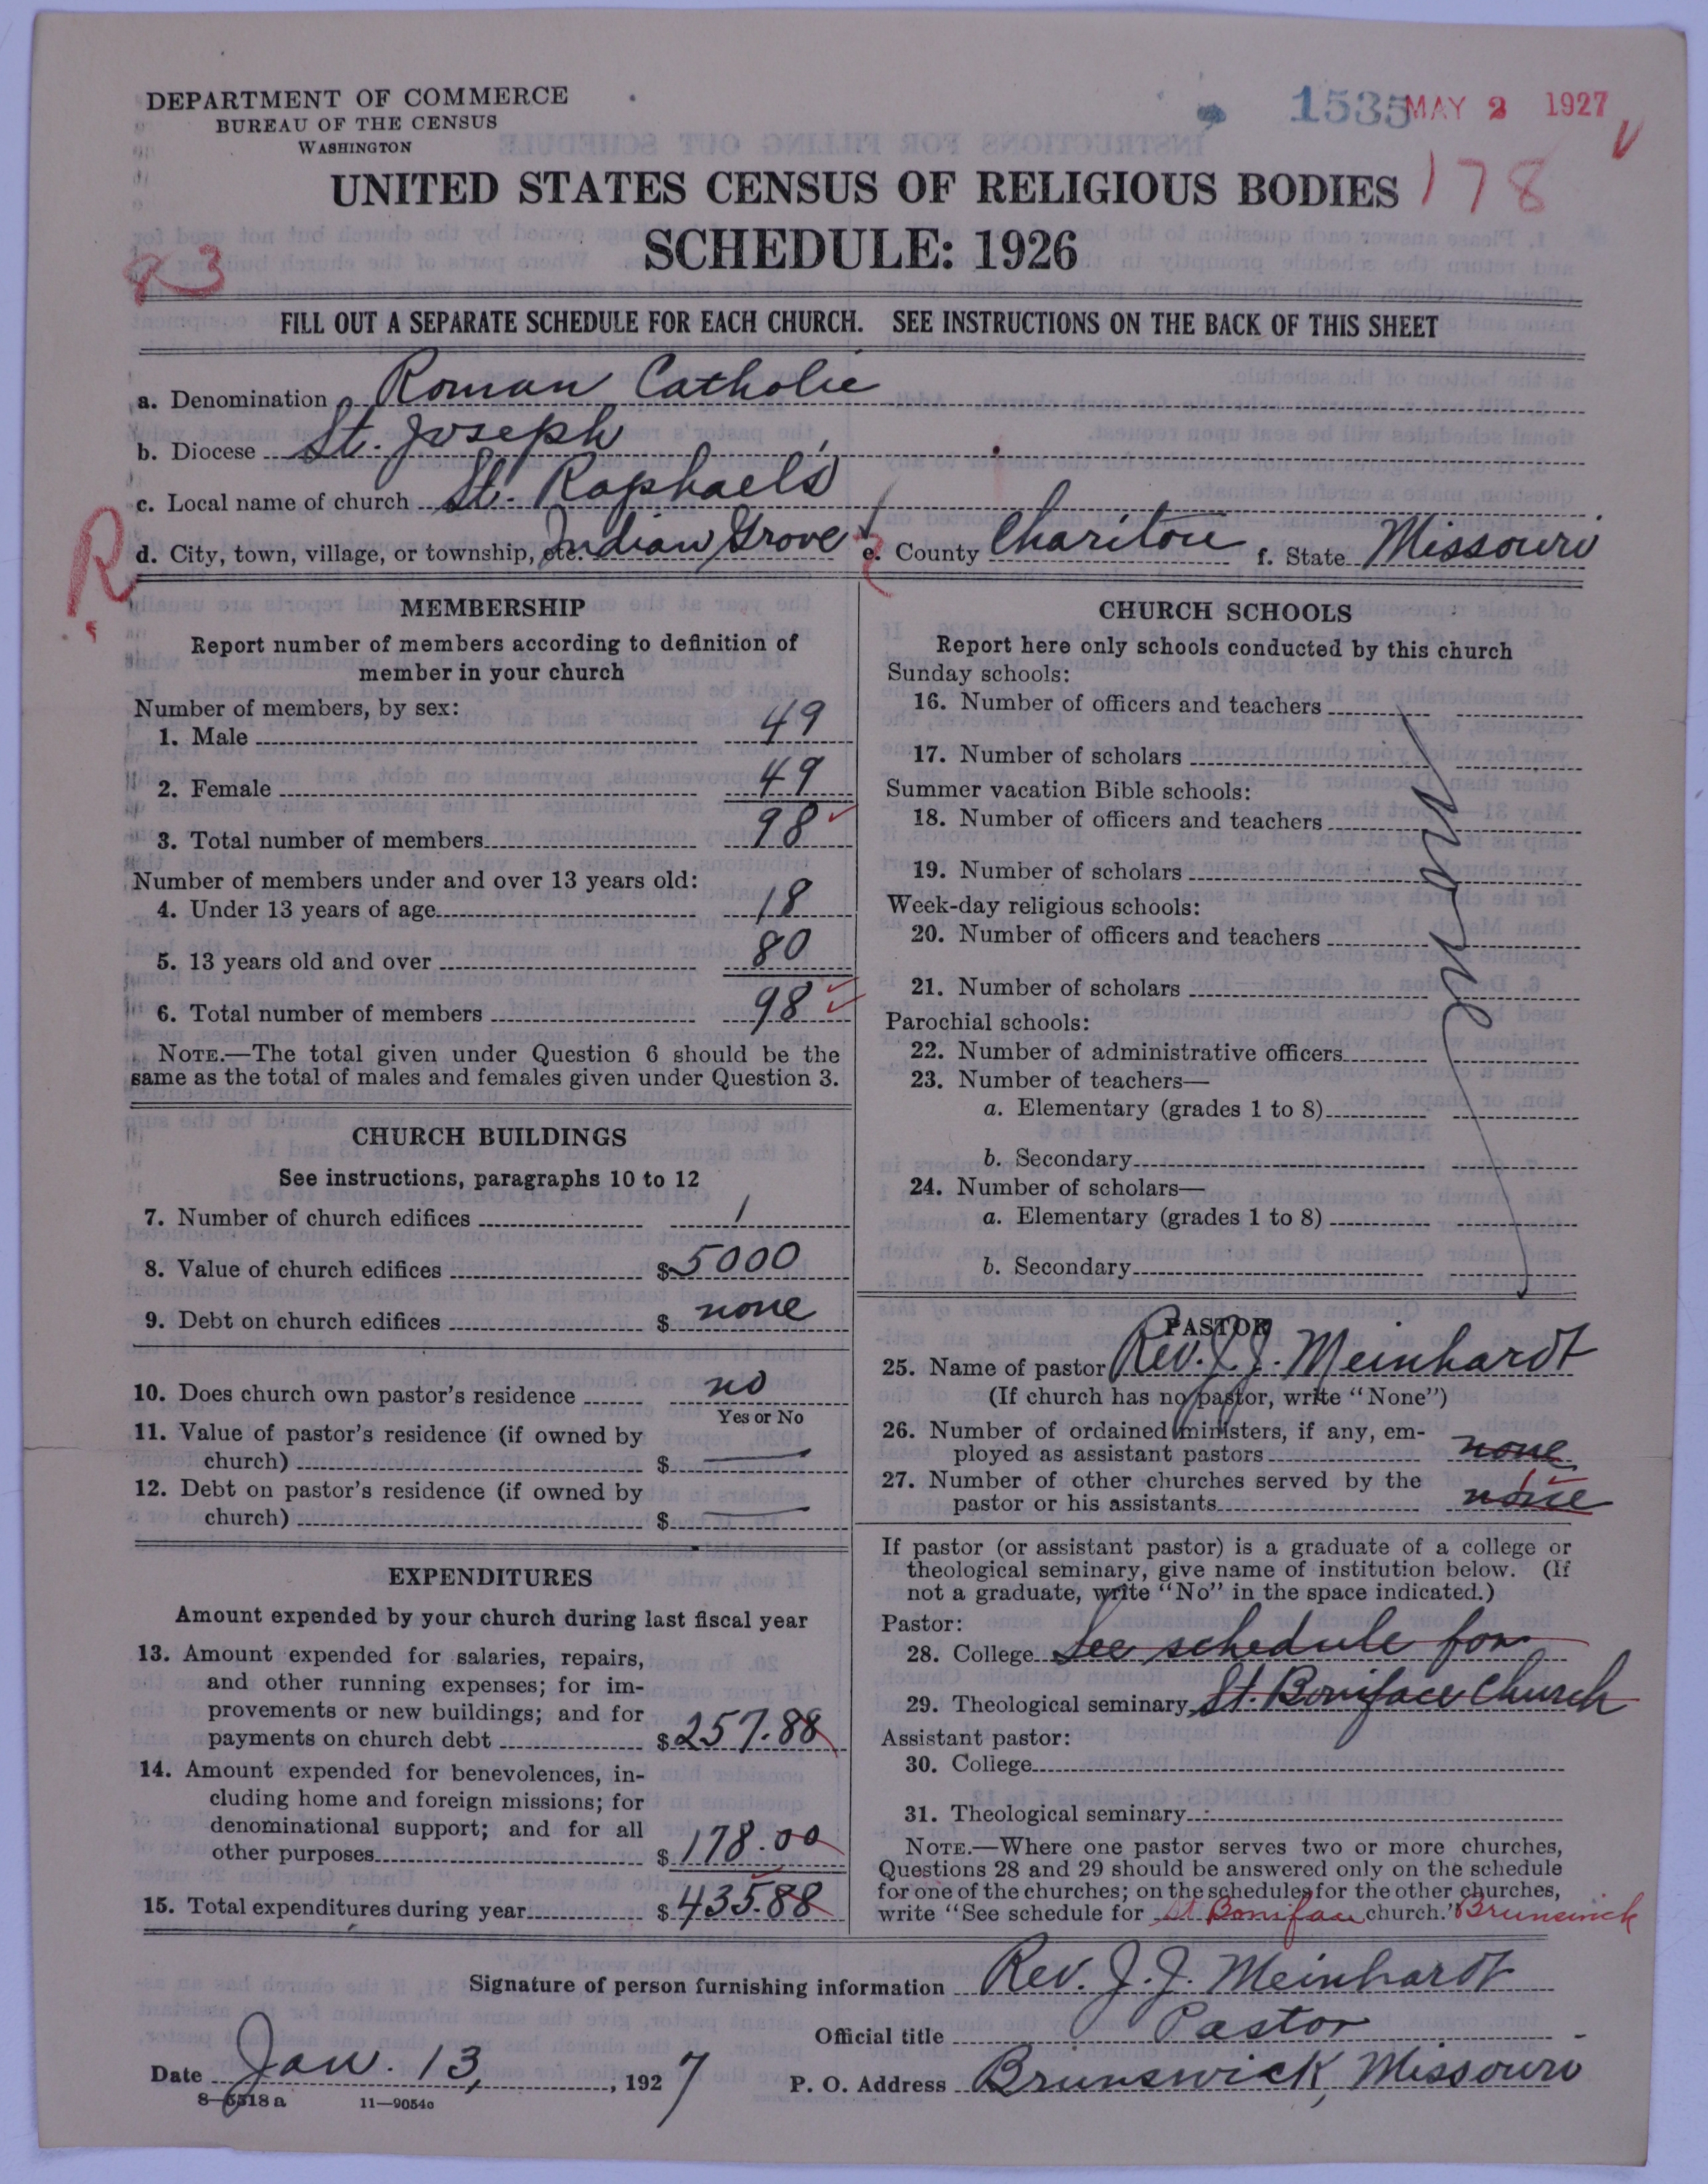 DEPARTMENT OF COMMERCE
BUREAU OF THE CENSUS
WASHINGTON
1535 MAY 2 1927
178
UNITED STATES CENSUS OF RELIGIOUS BODIES
SCHEDULE: 1926
FILL OUT A SEPARATE SCHEDULE FOR EACH CHURCH. SEE INSTRUCTIONS ON THE BACK OF THIS SHEET
a. Denomination Roman Catholic
b. Diocese St. Joseph
c. Local name of church St. Raphaels
R
d. City, town, village, or township, etc. Indian Grove e. County Chariton f. State Missouri
MEMBERSHIP
Report number of members according to definition of
member in your church
Number of members, by sex:
1. Male 49
2. Female 49
3. Total number of members 98
Number of members under and over 13 years old:
4. Under 13 years of age 18
5. 13 years old and over 80
6. Total number of members 98
NOTE.—The total given under Question 6 should be the
same as the total of males and females given under Question 3.
CHURCH BUILDINGS
See instructions, paragraphs 10 to 12
7. Number of church edifices 1
8. Value of church edifices $5000
9. Debt on church edifices $ none
10. Does church own pastor's residence no
Yes or No
11. Value of pastor's residence (if owned by
church) $
12. Debt on pastor's residence (if owned by
church) $
EXPENDITURES
Amount expended by your church during last fiscal year
13. Amount expended for salaries, repairs,
and other running expenses; for im-
provements or new buildings; and for
payments on church debt $257.88
14. Amount expended for benevolences, in-
cluding home and foreign missions; for
denominational support; and for all
other purposes $178.00
15. Total expenditures during year $435.88
CHURCH SCHOOLS
Report here only schools conducted by this church
Sunday schools:
16. Number of officers and teachers
17. Number of scholars
Summer vacation Bible schools:
18. Number of officers and teachers
19. Number of scholars
Week-day religious schools:
20. Number of officers and teachers
21. Number of scholars
Parochial schools:
22. Number of administrative officers
23. Number of teachers—
a. Elementary (grades 1 to 8)
b. Secondary
24. Number of scholars—
a. Elementary (grades 1 to 8)
b. Secondary
PASTOR
25. Name of pastor Rev. J. J. Meinhardt
(If church has no pastor, write "None")
26. Number of ordained ministers, if any, em-
ployed as assistant pastors none
27. Number of other churches served by the
pastor or his assistants none 1
If pastor (or assistant pastor) is a graduate of a college or
theological seminary, give name of institution below. (If
not a graduate, write "No" in the space indicated.)
Pastor:
28. College See schedule for
29. Theological seminary St. Boniface Church
Assistant pastor:
30. College
31. Theological seminary
NOTE.—Where one pastor serves two or more churches,
Questions 28 and 29 should be answered only on the schedule
for one of the churches; on the schedules for the other churches,
write "See schedule for St Boniface church." Brunswick
Signature of person furnishing information Rev. J. J. Meinhardt
Official title Pastor
Date Jan. 13, 1927 P. O. Address Brunswick, Missouri
8-5518 a 11—9054a